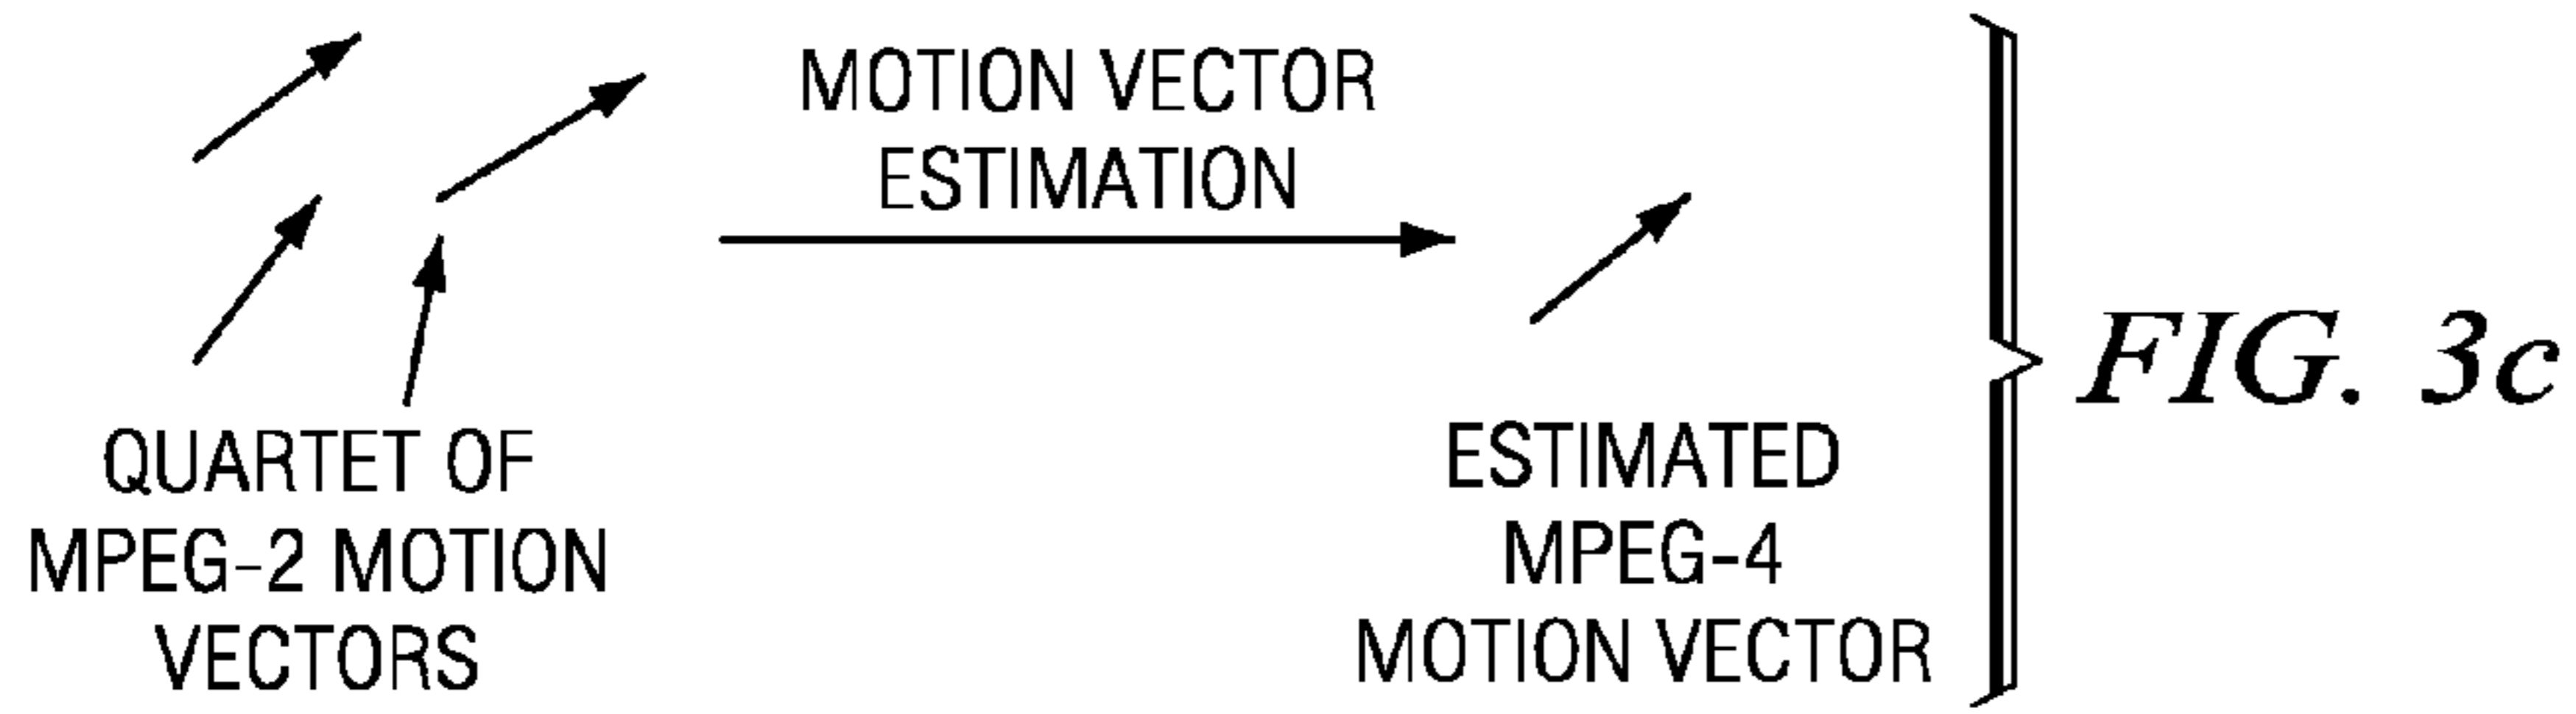 MOTION VECTOR
ESTIMATION
QUARTET OF
MPEG-2 MOTION
VECTORS
ESTIMATED
MPEG-4
MOTION VECTOR
FIG. 3c